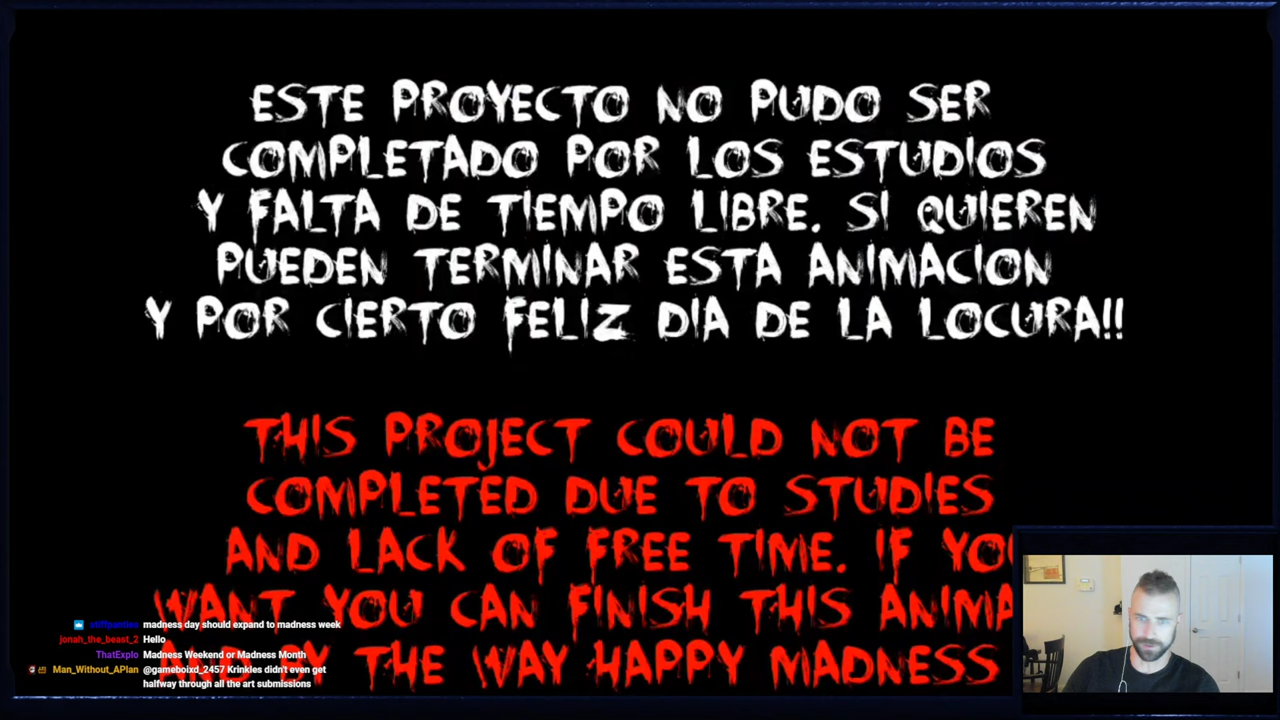 ESTE PROYECTO NO PUDO SER
COMPLETADO POR LOS ESTUDIOS
Y FALTA DE TIEMPO LIBRE. SI QUIEREN
PUEDEN TERMINAR ESTA ANIMACION
Y POR CIERTO FELIZ DIA DE LA LOCURA!!
THIS PROJECT COULD NOT BE
COMPLETED DUE TO STUDIES
AND LACK OF FREE TIME. IF YO
WANT YOU CAN FINISH THIS ANIMA
THE WAY HAPPY MADNESS
madness day should expand to madness week
jonah_the_beast_2 Hello
ThatExplo Madness Weekend or Madness Month
Man_Without_APlan @gameboixd_2457 Krinkles didn't even get
halfway through all the art submissions